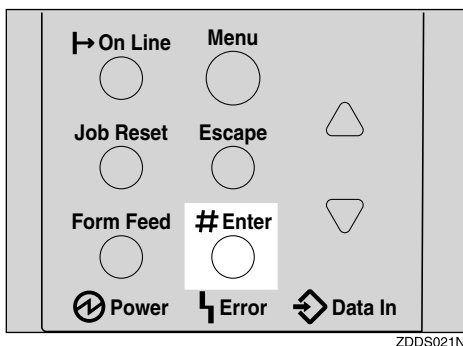 On Line Menu
Job Reset Escape
Form Feed # Enter
Power Error Data In
ZDDS021N